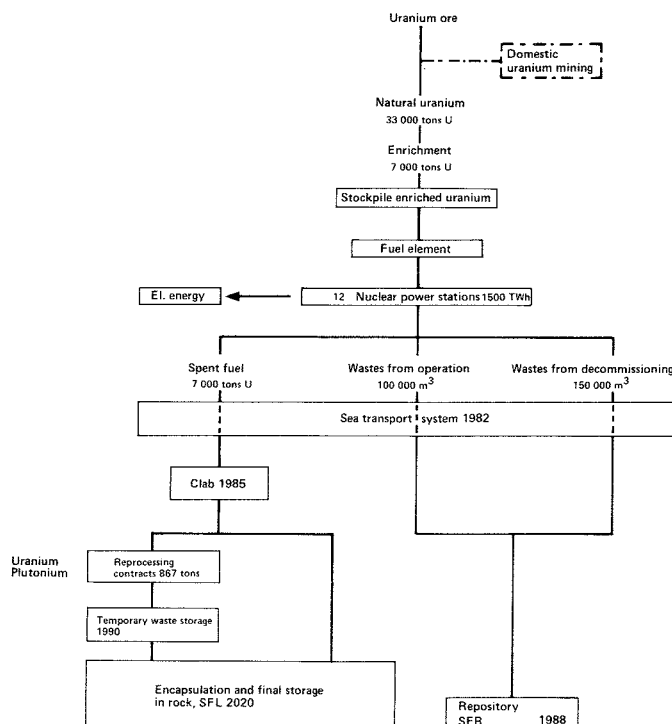 Uranium ore
Domestic
uranium mining
Natural uranium
33 000 tons U
Enrichment
7 000 tons U
Stockpile enriched uranium
Fuel element
El. energy
12 Nuclear power stations 1500 TWh
Spent fuel
7 000 tons U
Wastes from operation
100 000 m³
Wastes from decommissioning
150 000 m³
Sea transport system 1982
Clab 1985
Uranium
Plutonium
Reprocessing
contracts 867 tons
Temporary waste storage
1990
Encapsulation and final storage
in rock, SFL 2020
Repository
SFR 1988